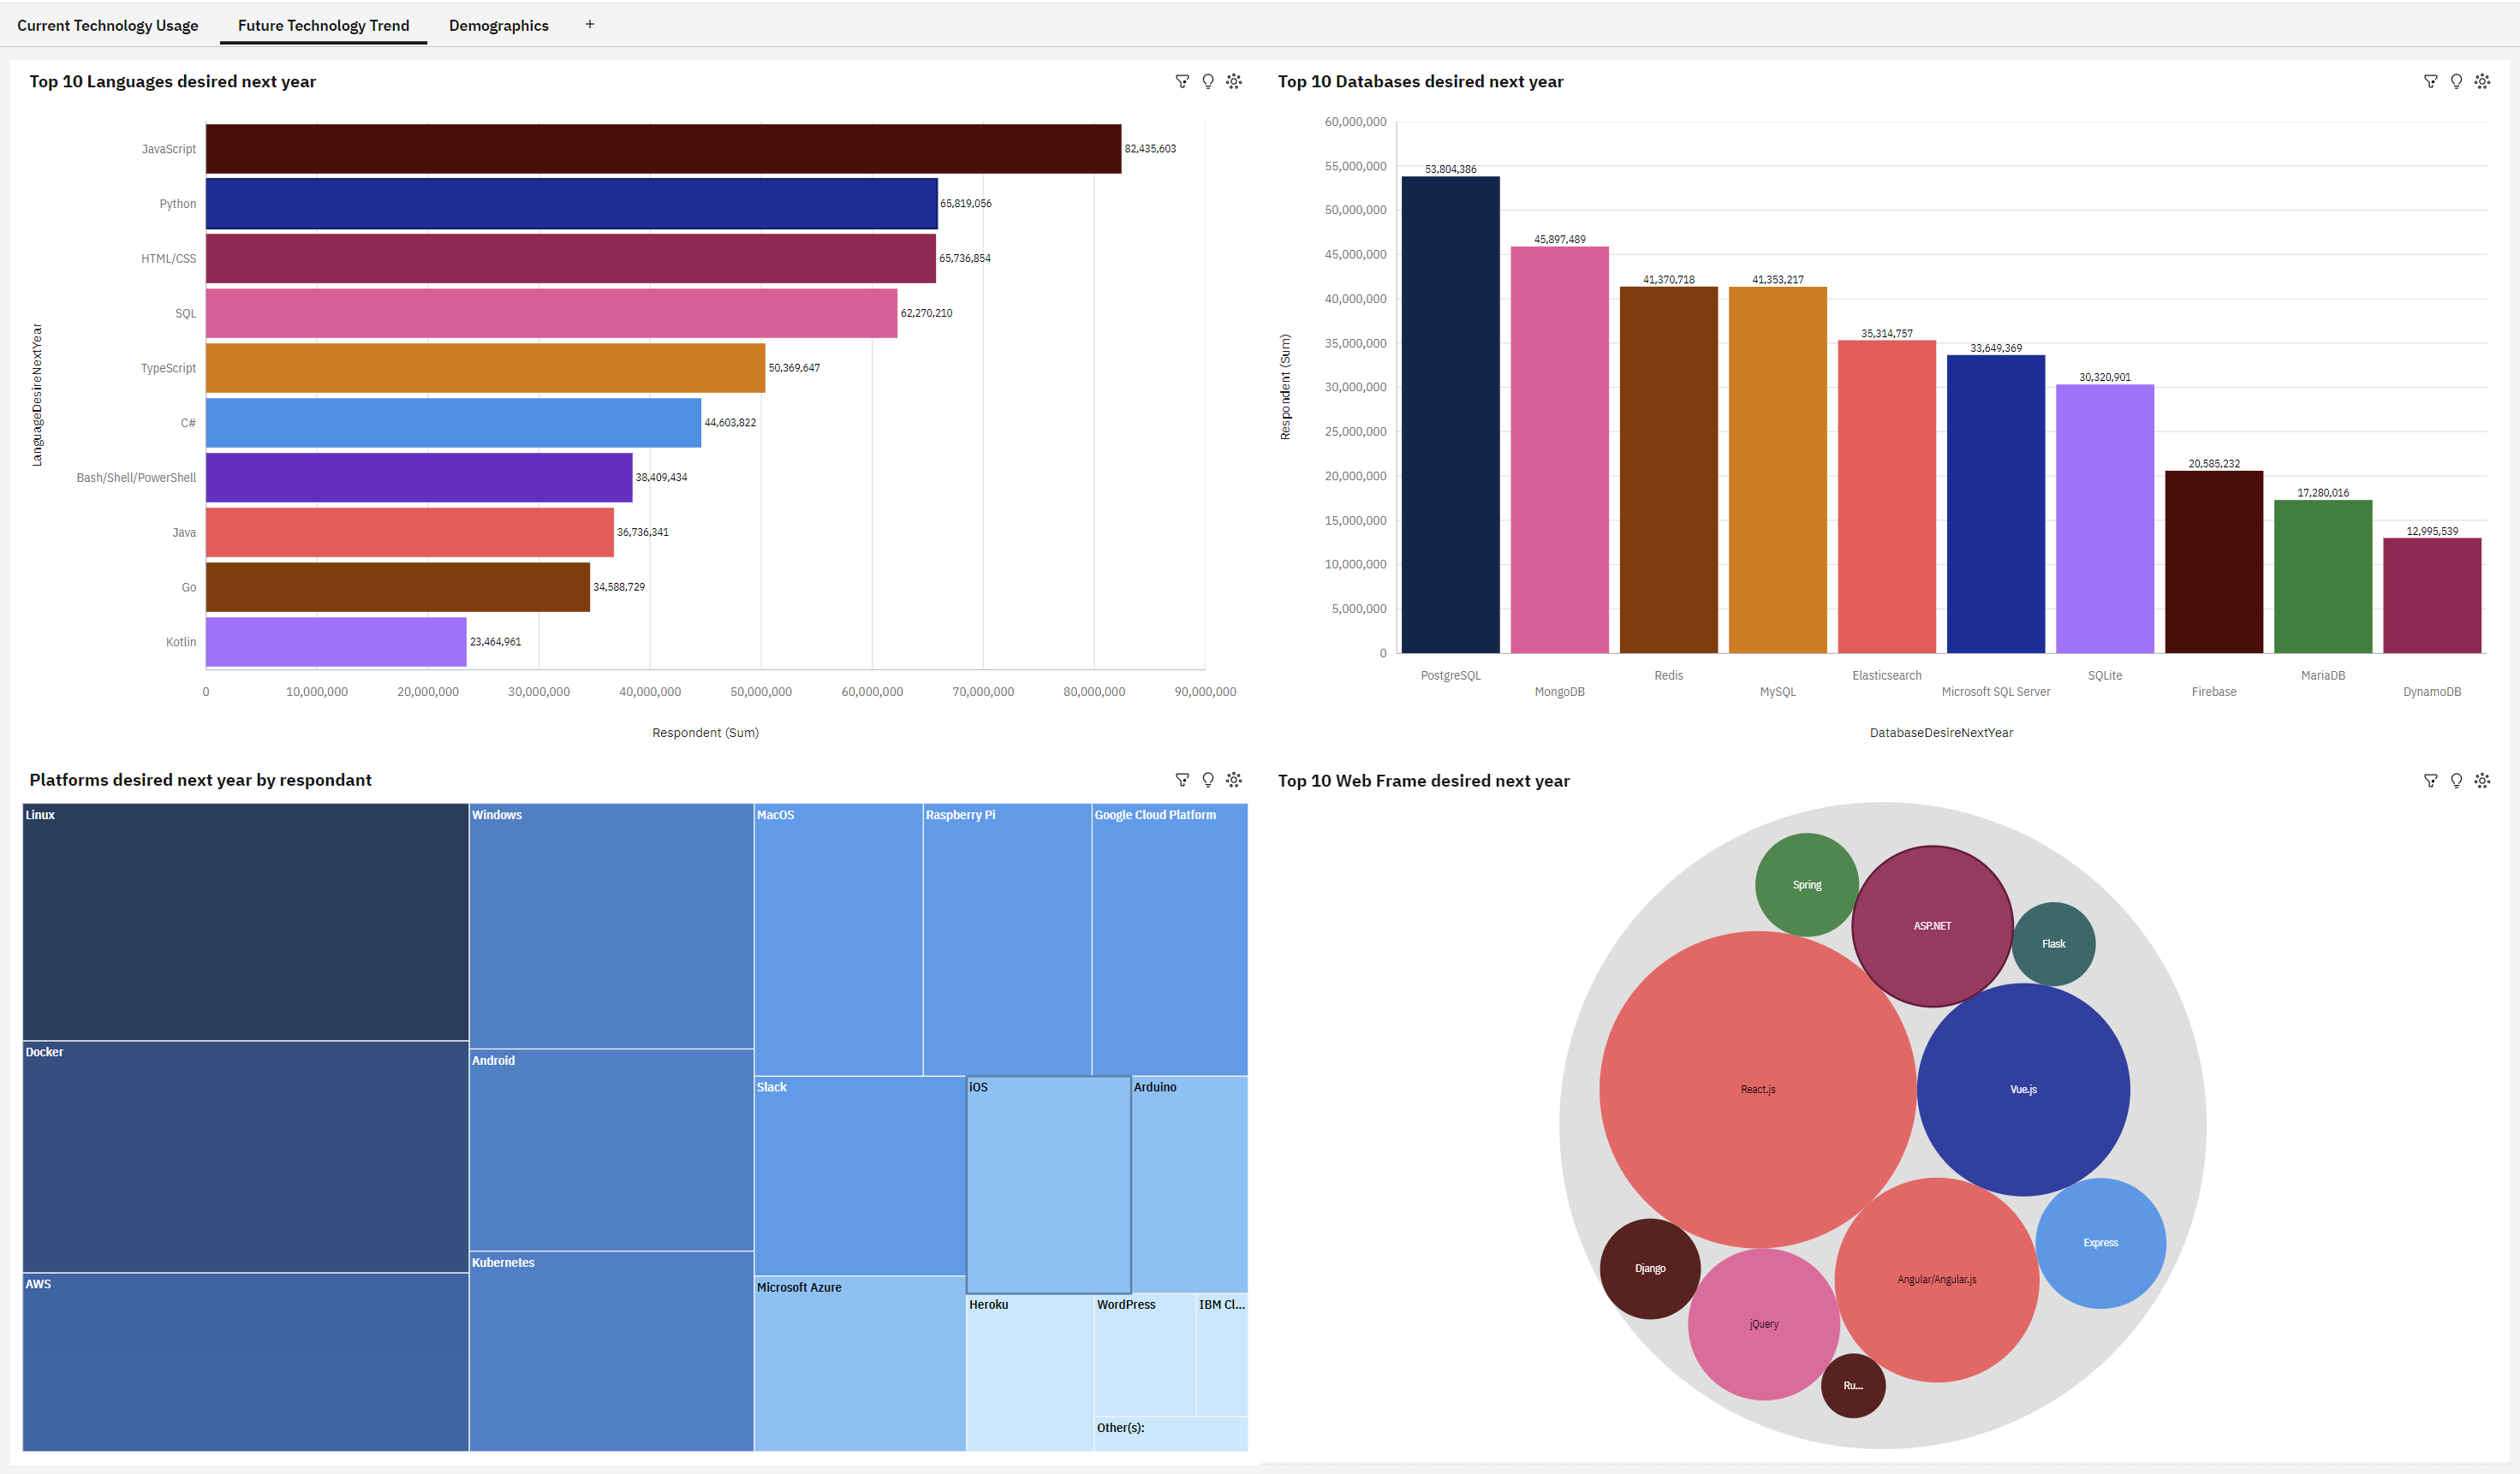 Current Technology Usage
Future Technology Trend
Demographics
+
Top 10 Languages desired next year
LanguageDesireNextYear
JavaScript
82,435,603
Python
65,819,056
HTML/CSS
65,736,854
SQL
62,270,210
TypeScript
50,369,647
C#
44,603,822
Bash/Shell/PowerShell
38,409,434
Java
36,736,341
Go
34,588,729
Kotlin
23,464,961
0
10,000,000
20,000,000
30,000,000
40,000,000
50,000,000
60,000,000
70,000,000
80,000,000
90,000,000
Respondent (Sum)
Top 10 Databases desired next year
Respondent (Sum)
60,000,000
55,000,000
50,000,000
45,000,000
40,000,000
35,000,000
30,000,000
25,000,000
20,000,000
15,000,000
10,000,000
5,000,000
0
53,804,386
45,897,489
41,370,718
41,353,217
35,314,757
33,649,369
30,320,901
20,585,232
17,280,016
12,995,539
PostgreSQL
MongoDB
Redis
MySQL
Elasticsearch
Microsoft SQL Server
SQLite
Firebase
MariaDB
DynamoDB
DatabaseDesireNextYear
Platforms desired next year by respondant
Linux
Docker
AWS
Windows
Android
Kubernetes
MacOS
Raspberry Pi
Google Cloud Platform
Slack
iOS
Arduino
Microsoft Azure
Heroku
WordPress
IBM Cl...
Other(s):
Top 10 Web Frame desired next year
Spring
ASP.NET
Flask
React.js
Vue.js
Express
Django
Angular/Angular.js
jQuery
Ru...